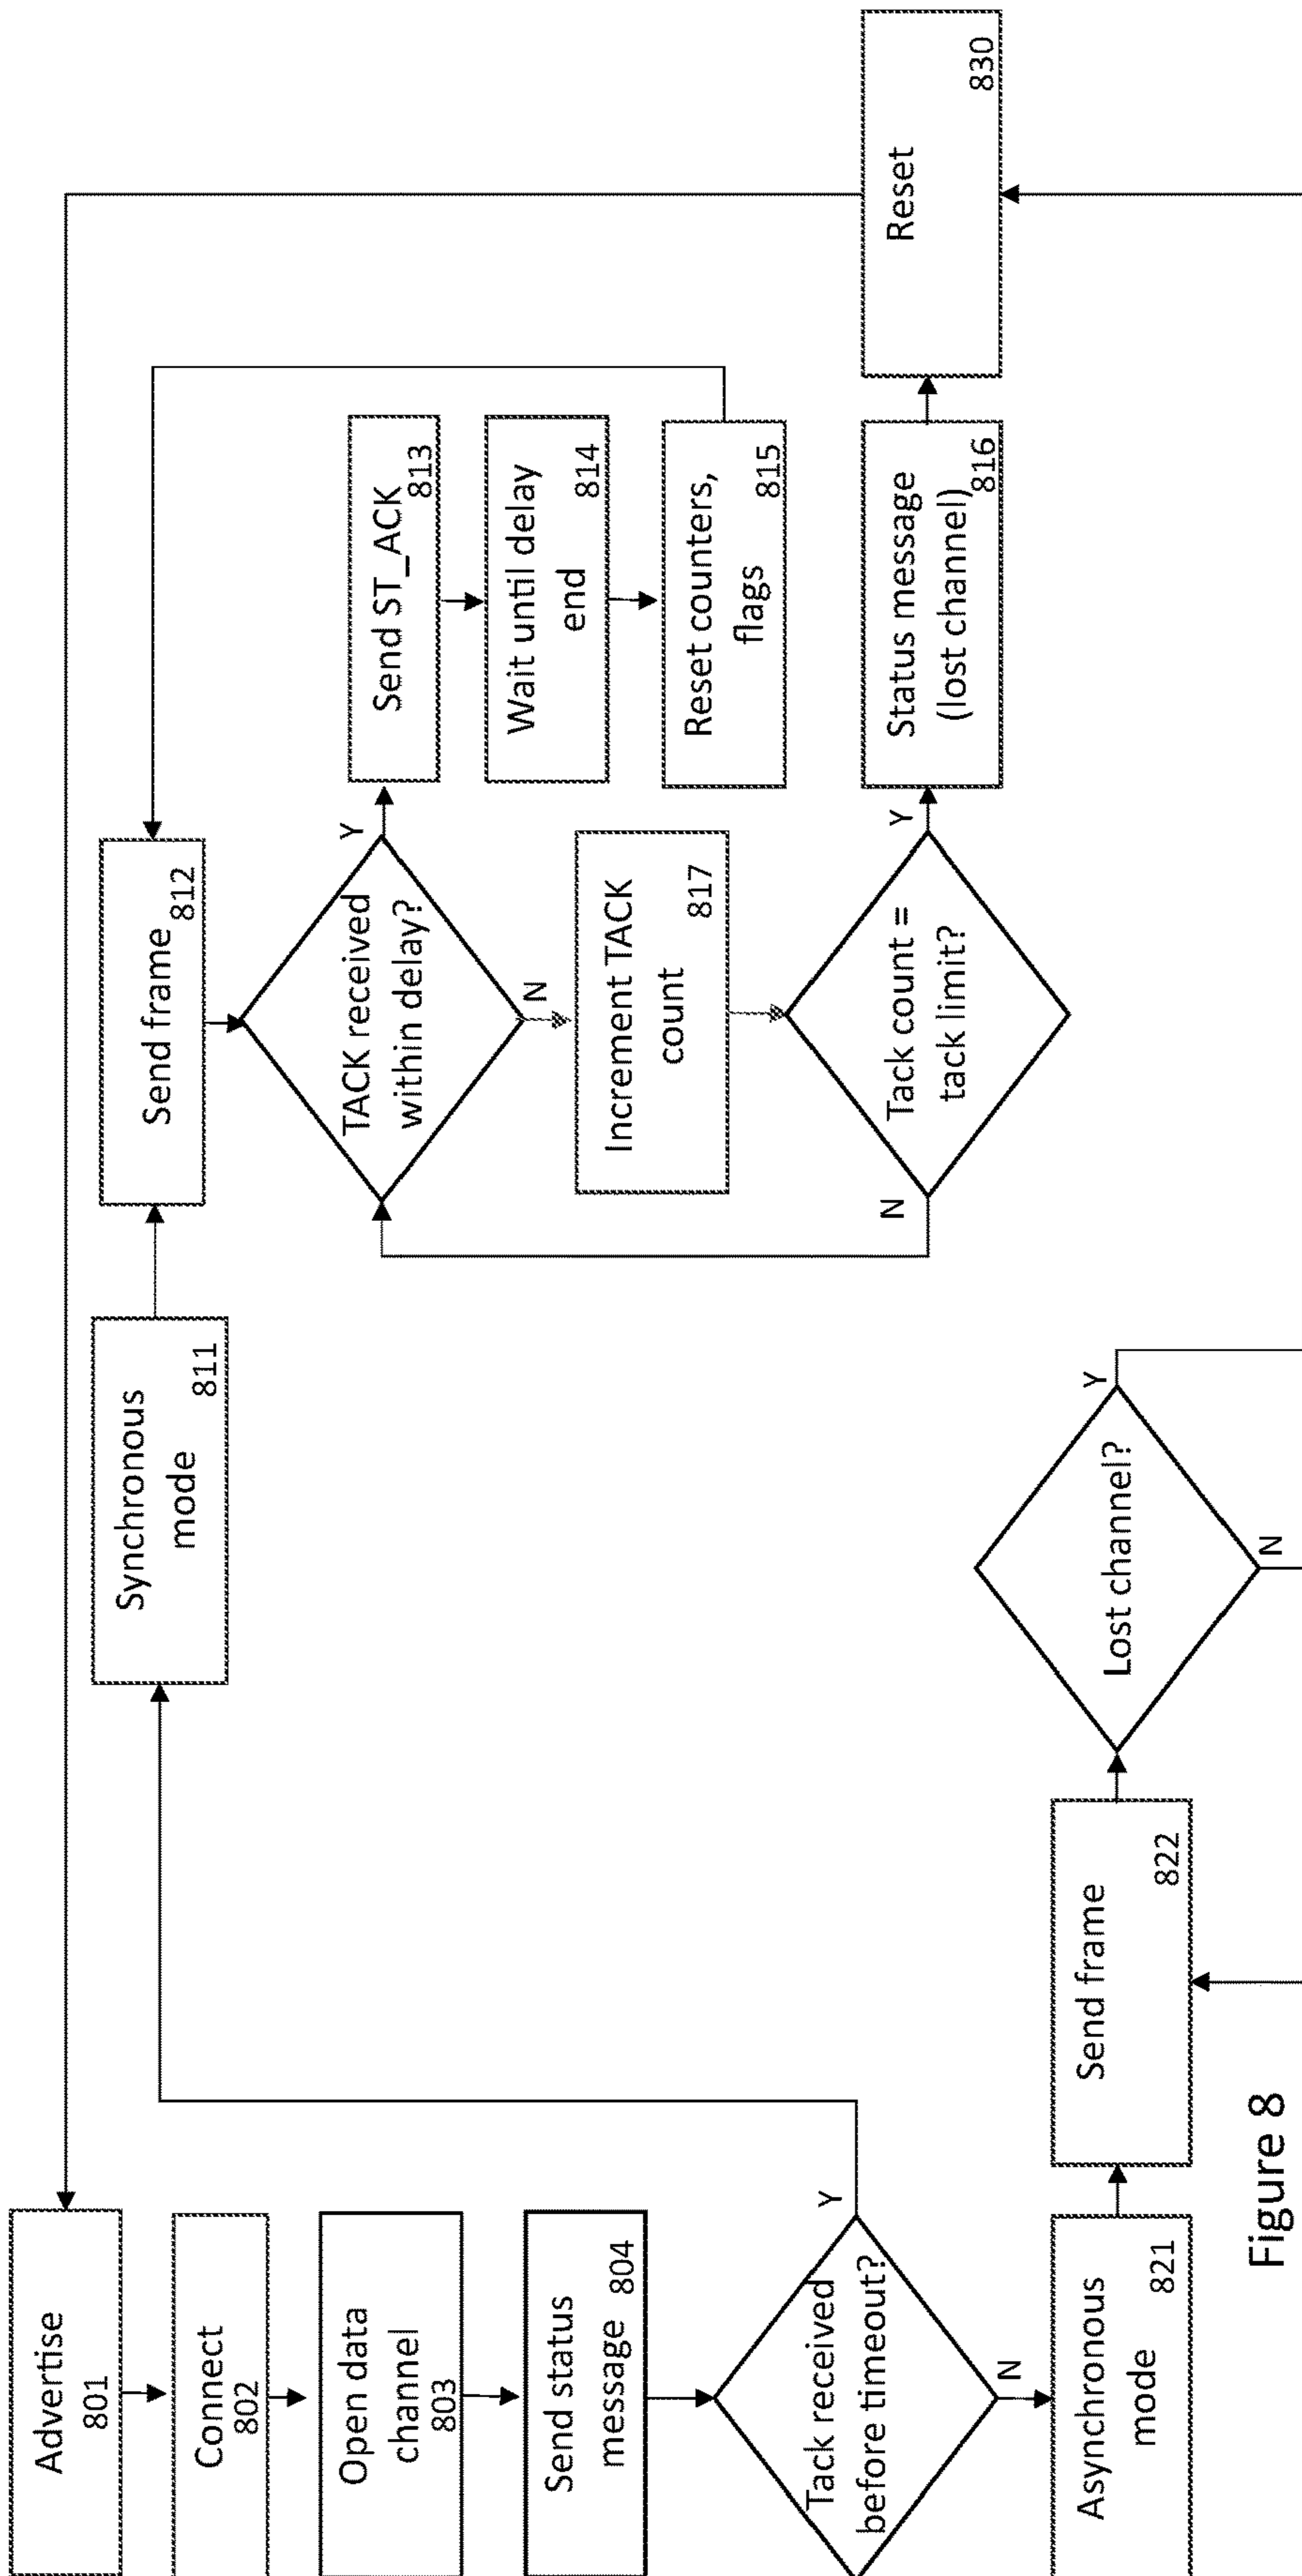 Advertise
801
Connect
802
Open data
channel
803
Send status
message 804
Tack received
before timeout?
Y
N
Asynchronous
mode
821
Send frame
822
Lost channel?
Y
N
Synchronous
mode
811
Send frame
812
TACK received
within delay?
Y
N
Send ST_ACK
813
Wait until delay
end
814
Reset counters,
flags
815
Increment TACK
count
817
Tack count =
tack limit?
Y
N
Status message
(lost channel)
816
Reset
830
Figure 8